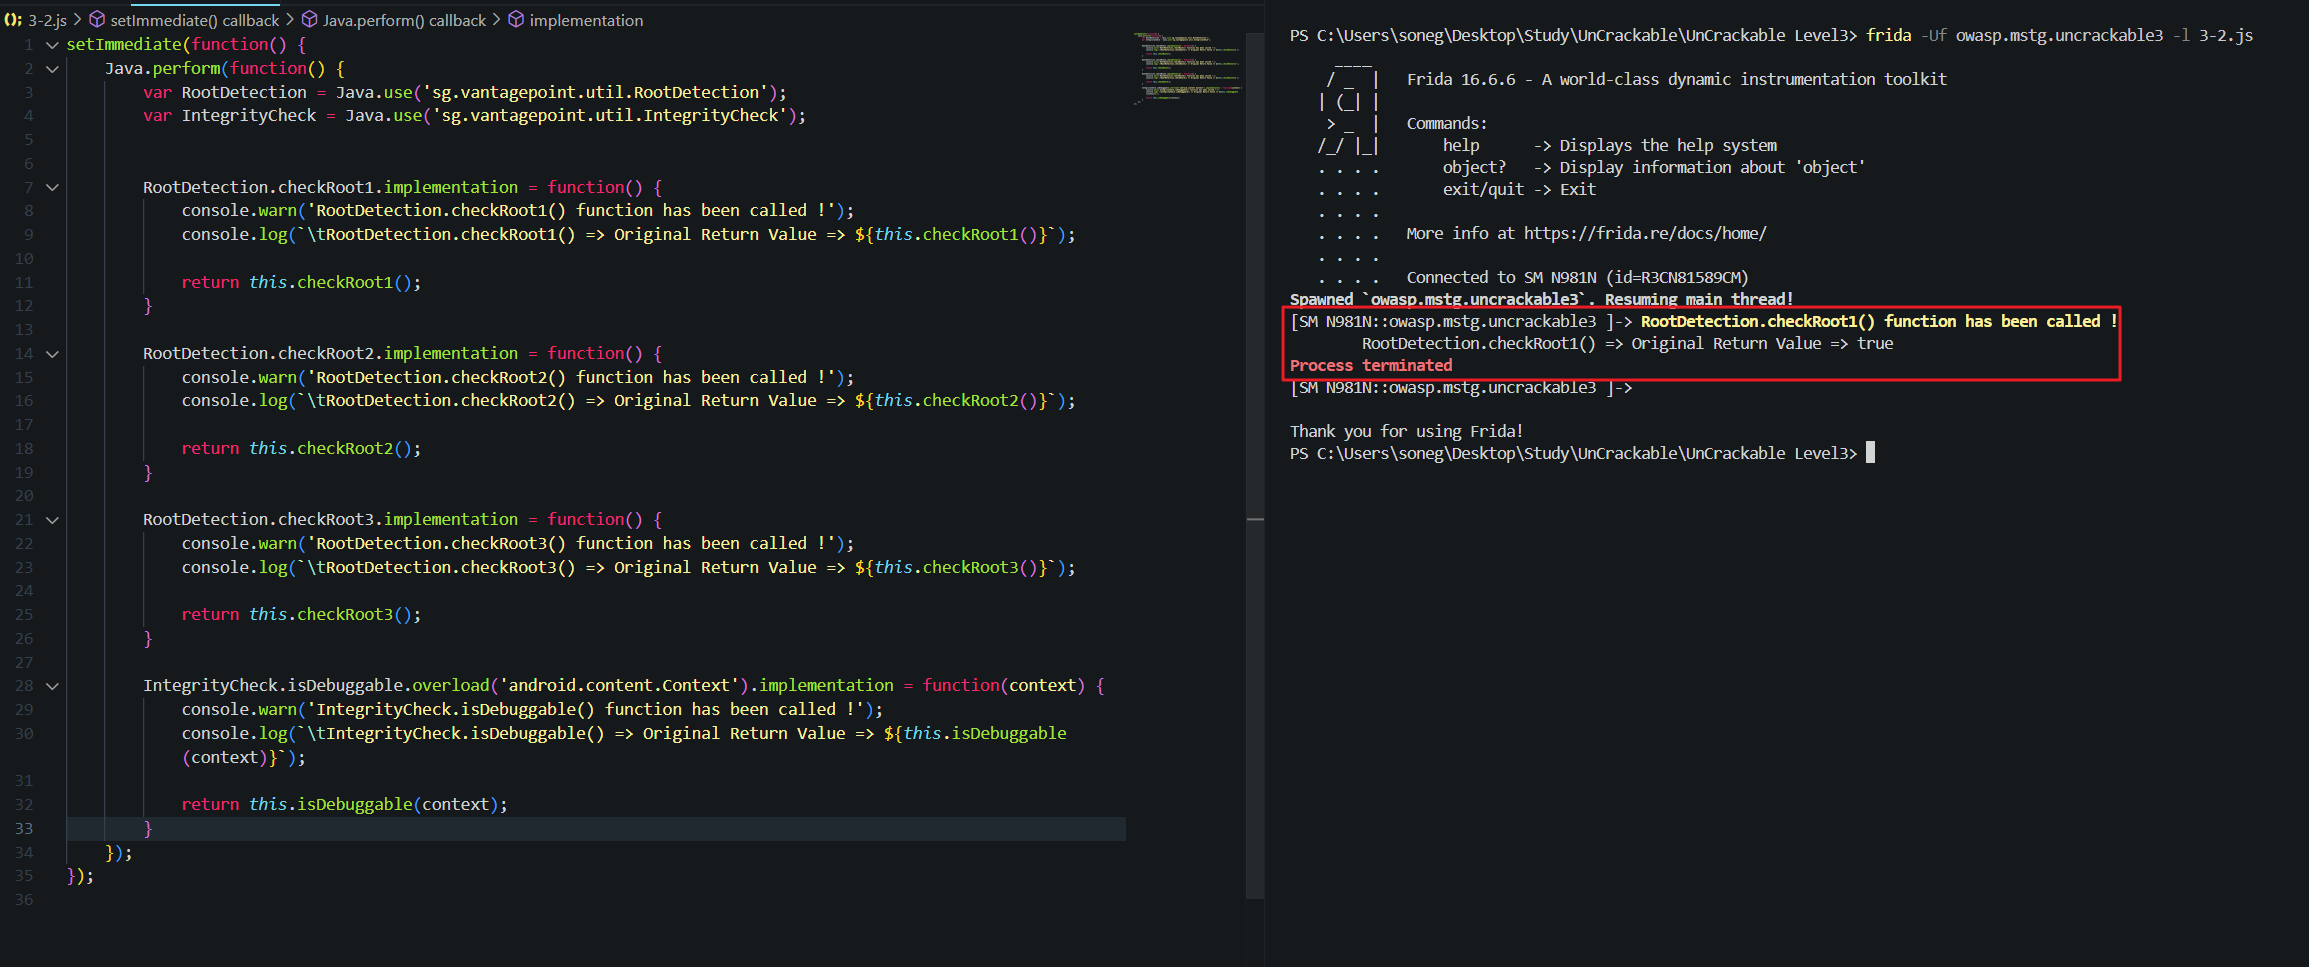 3-2.js > setImmediate() callback > Java.perform() callback > implementation
1 setImmediate(function() {
2 Java.perform(function() {
3 var RootDetection = Java.use('sg.vantagepoint.util.RootDetection');
4 var IntegrityCheck = Java.use('sg.vantagepoint.util.IntegrityCheck');
5
6
7 RootDetection.checkRoot1.implementation = function() {
8 console.warn('RootDetection.checkRoot1() function has been called !');
9 console.log(`\tRootDetection.checkRoot1() => Original Return Value => ${this.checkRoot1()}`);
10
11 return this.checkRoot1();
12 }
13
14 RootDetection.checkRoot2.implementation = function() {
15 console.warn('RootDetection.checkRoot2() function has been called !');
16 console.log(`\tRootDetection.checkRoot2() => Original Return Value => ${this.checkRoot2()}`);
17
18 return this.checkRoot2();
19 }
20
21 RootDetection.checkRoot3.implementation = function() {
22 console.warn('RootDetection.checkRoot3() function has been called !');
23 console.log(`\tRootDetection.checkRoot3() => Original Return Value => ${this.checkRoot3()}`);
24
25 return this.checkRoot3();
26 }
27
28 IntegrityCheck.isDebuggable.overload('android.content.Context').implementation = function(context) {
29 console.warn('IntegrityCheck.isDebuggable() function has been called !');
30 console.log(`\tIntegrityCheck.isDebuggable() => Original Return Value => ${this.isDebuggable
(context)}`);
31
32 return this.isDebuggable(context);
33 }
34 });
35 });
36
PS C:\Users\soneg\Desktop\Study\UnCrackable\UnCrackable Level3> frida -Uf owasp.mstg.uncrackable3 -l 3-2.js
____
/ _ | Frida 16.6.6 - A world-class dynamic instrumentation toolkit
| (_| |
> _ | Commands:
/_/ |_| help -> Displays the help system
. . . . object? -> Display information about 'object'
. . . . exit/quit -> Exit
. . . .
. . . . More info at https://frida.re/docs/home/
. . . .
. . . . Connected to SM N981N (id=R3CN81589CM)
Spawned `owasp.mstg.uncrackable3`. Resuming main thread!
[SM N981N::owasp.mstg.uncrackable3 ]-> RootDetection.checkRoot1() function has been called !
RootDetection.checkRoot1() => Original Return Value => true
Process terminated
[SM N981N::owasp.mstg.uncrackable3 ]->
Thank you for using Frida!
PS C:\Users\soneg\Desktop\Study\UnCrackable\UnCrackable Level3>